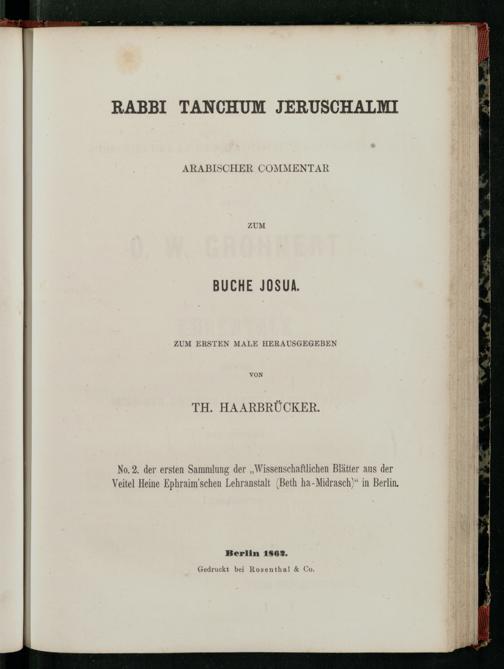 RABBI TANCHUM JERUSCHALMI
ARABISCHER COMMENTAR
ZUM
BUCHE JOSUA.
ZUM ERSTEN MALE HERAUSGEGEBEN
VON
TH. HAARBRÜCKER.
No. 2. der ersten Sammlung der „Wissenschaftlichen Blätter aus der
Veitel Heine Ephraim'schen Lehranstalt (Beth ha-Midrasch)“ in Berlin.
Berlin 1862.
Gedruckt bei Rosenthal & Co.